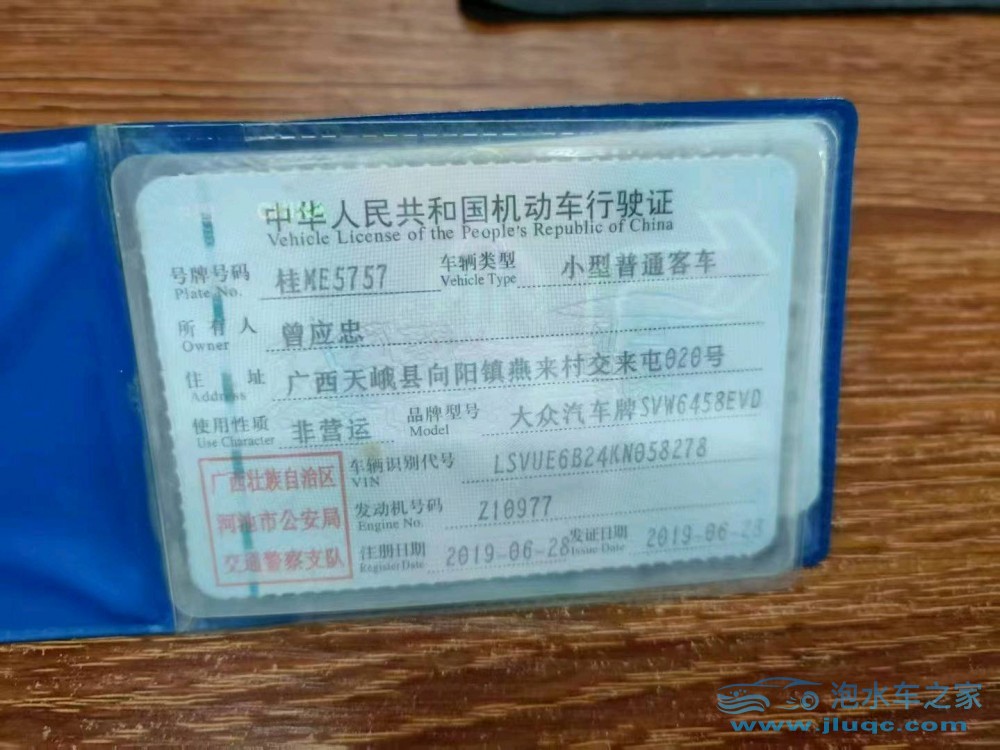 中华人民共和国机动车行驶证
Vehicle License of the People's Republic of China
号牌号码 桂ME5757 车辆类型 小型普通客车
Plate No. Vehicle Type
所有人 曾应忠
Owner
住址 广西天峨县向阳镇燕来村交来屯020号
Address
使用性质 非营运 品牌型号 大众汽车牌SVW6458EVD
Use Character Model
车辆识别代号 LSVUE6B24KN058278
VIN
发动机号码 Z10977
Engine No.
注册日期 2019-06-28 发证日期 2019-06-28
Register Date Issue Date
广西壮族自治区
河池市公安局
交通警察支队
泡水车之家
www.jluqc.com